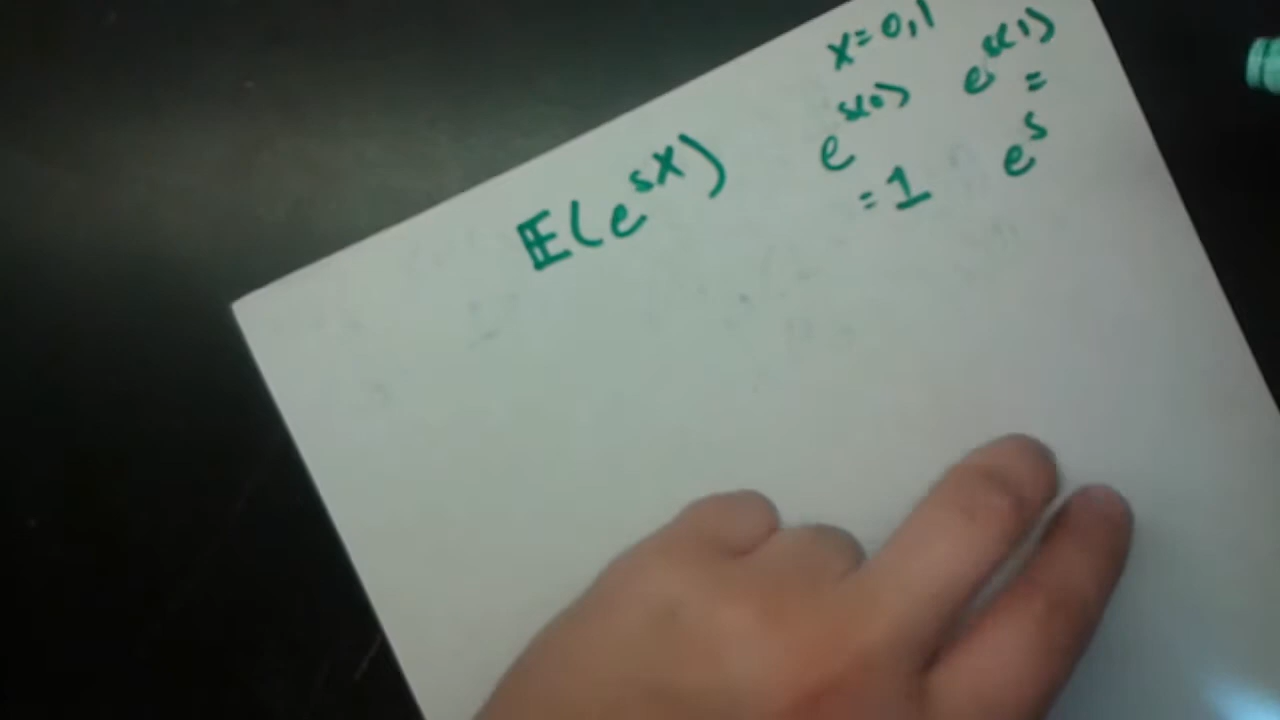 x=0,1
e^{s(0)} e^{s(1)} =
=1 e^s
𝔼(e^{sX})